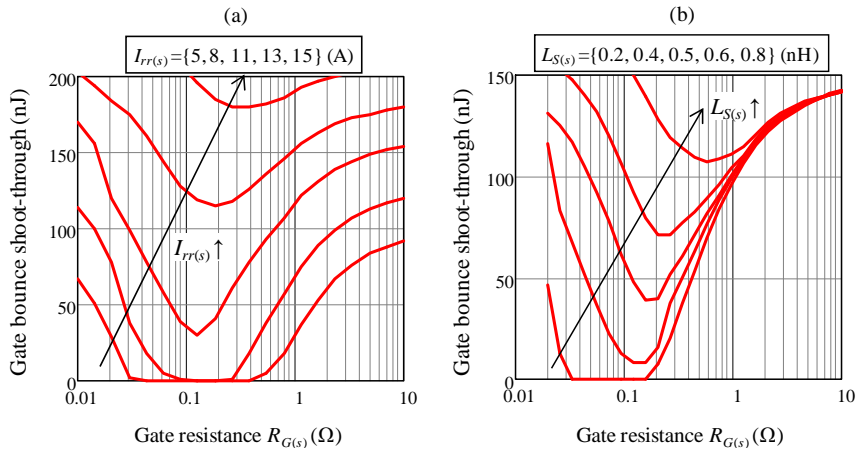 (a)
I_rr(s)={5, 8, 11, 13, 15} (A)
Gate bounce shoot-through (nJ)
200
150
100
50
0
I_rr(s)↑
0.01
0.1
1
10
Gate resistance R_G(s) (Ω)
(b)
L_S(s)={0.2, 0.4, 0.5, 0.6, 0.8} (nH)
Gate bounce shoot-through (nJ)
150
100
50
0
L_S(s)↑
0.01
0.1
1
10
Gate resistance R_G(s) (Ω)